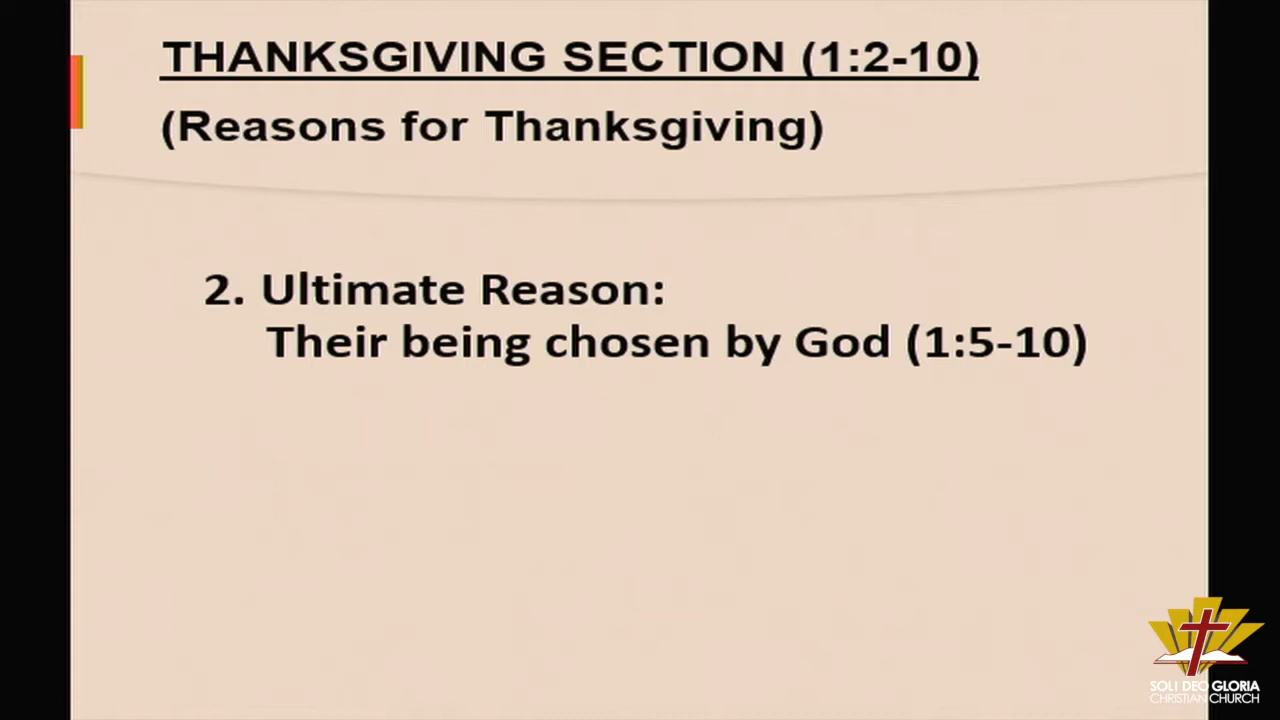 THANKSGIVING SECTION (1:2-10)
(Reasons for Thanksgiving)
2. Ultimate Reason:
Their being chosen by God (1:5-10)
SOLI DEO GLORIA
CHRISTIAN CHURCH